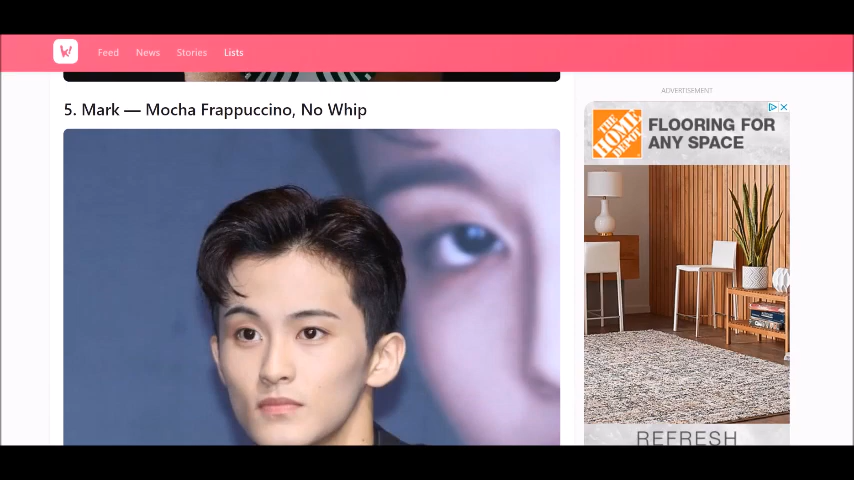 K!
Feed
News
Stories
Lists
5. Mark — Mocha Frappuccino, No Whip
ADVERTISEMENT
THE HOME DEPOT
FLOORING FOR
ANY SPACE
REFRESH